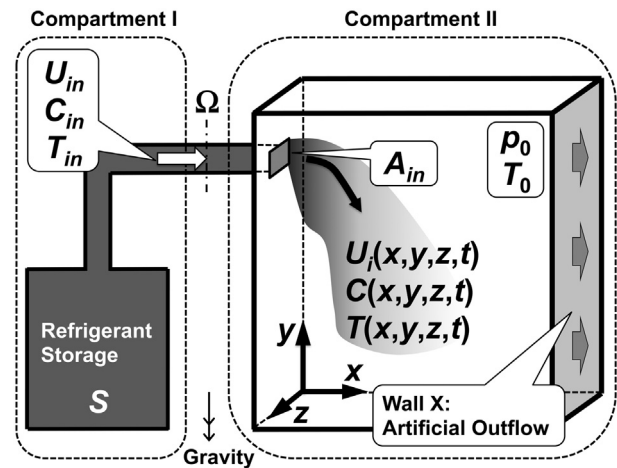 Compartment I
Compartment II
U_in
C_in
T_in
Ω
A_in
p_0
T_0
U_i(x,y,z,t)
C(x,y,z,t)
T(x,y,z,t)
Refrigerant
Storage
S
y
x
z
Wall X:
Artificial Outflow
Gravity